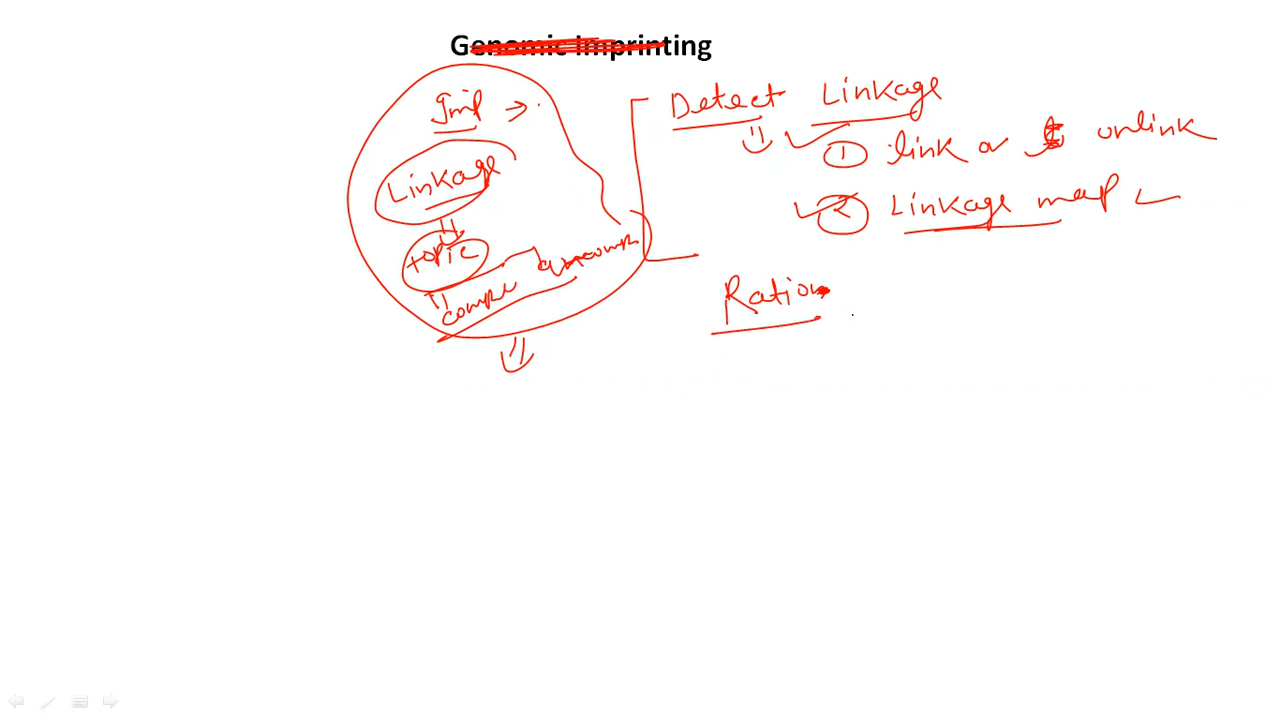 Genomic Imprinting
Imp
Linkage
topic
comple
Detect Linkage
① link or unlink
② Linkage map
Ration